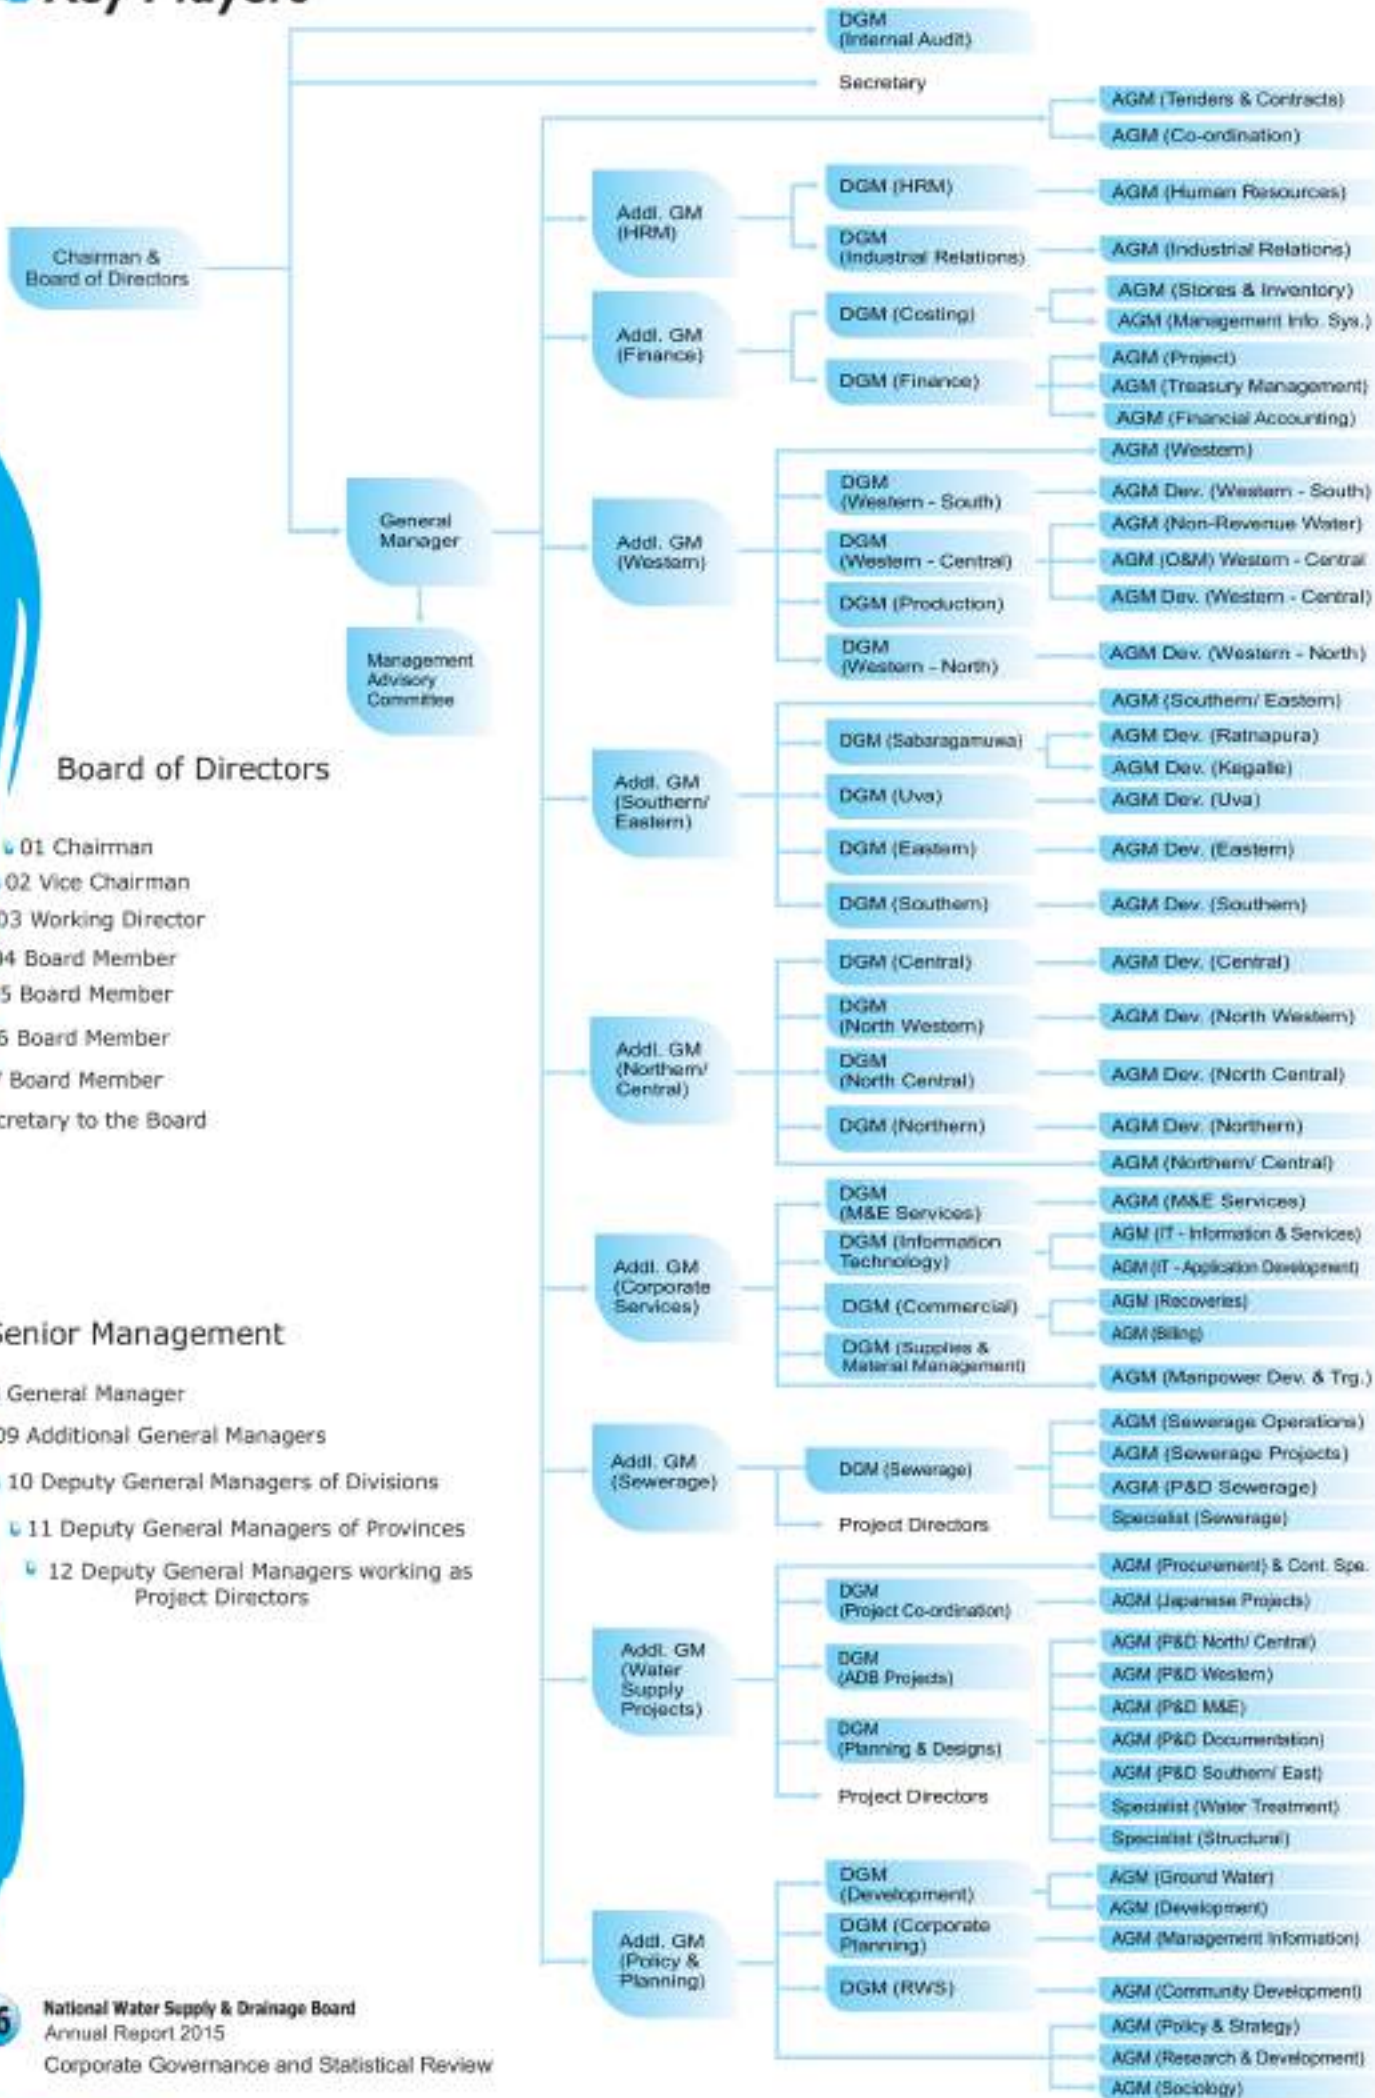 Key Players
DGM
(Internal Audit)
Secretary
AGM (Tenders & Contracts)
AGM (Co-ordination)
Chairman &
Board of Directors
General
Manager
Management
Advisory
Committee
Addl. GM
(HRM)
DGM (HRM)
AGM (Human Resources)
DGM
(Industrial Relations)
AGM (Industrial Relations)
Addl. GM
(Finance)
DGM (Costing)
AGM (Stores & Inventory)
AGM (Management Info. Sys.)
DGM (Finance)
AGM (Project)
AGM (Treasury Management)
AGM (Financial Accounting)
Addl. GM
(Western)
AGM (Western)
DGM
(Western - South)
AGM Dev. (Western - South)
DGM
(Western - Central)
AGM (Non-Revenue Water)
AGM (O&M) Western - Central
AGM Dev. (Western - Central)
DGM (Production)
DGM
(Western - North)
AGM Dev. (Western - North)
Addl. GM
(Southern/
Eastern)
AGM (Southern/ Eastern)
DGM (Sabaragamuwa)
AGM Dev. (Ratnapura)
AGM Dev. (Kegalle)
DGM (Uva)
AGM Dev. (Uva)
DGM (Eastern)
AGM Dev. (Eastern)
DGM (Southern)
AGM Dev. (Southern)
Addl. GM
(Northern/
Central)
DGM (Central)
AGM Dev. (Central)
DGM
(North Western)
AGM Dev. (North Western)
DGM
(North Central)
AGM Dev. (North Central)
DGM (Northern)
AGM Dev. (Northern)
AGM (Northern/ Central)
Addl. GM
(Corporate
Services)
DGM
(M&E Services)
AGM (M&E Services)
DGM (Information
Technology)
AGM (IT - Information & Services)
AGM (IT - Application Development)
DGM (Commercial)
AGM (Recoveries)
AGM (Billing)
DGM (Supplies &
Material Management)
AGM (Manpower Dev. & Trg.)
Addl. GM
(Sewerage)
DGM (Sewerage)
AGM (Sewerage Operations)
AGM (Sewerage Projects)
AGM (P&D Sewerage)
Specialist (Sewerage)
Project Directors
Addl. GM
(Water
Supply
Projects)
AGM (Procurement) & Cont. Spe.
DGM
(Project Co-ordination)
AGM (Japanese Projects)
DGM
(ADB Projects)
DGM
(Planning & Designs)
AGM (P&D North/ Central)
AGM (P&D Western)
AGM (P&D M&E)
AGM (P&D Documentation)
AGM (P&D Southern/ East)
Specialist (Water Treatment)
Specialist (Structural)
Project Directors
Addl. GM
(Policy &
Planning)
DGM
(Development)
AGM (Ground Water)
AGM (Development)
DGM (Corporate
Planning)
AGM (Management Information)
DGM (RWS)
AGM (Community Development)
AGM (Policy & Strategy)
AGM (Research & Development)
AGM (Sociology)
Board of Directors
01 Chairman
02 Vice Chairman
03 Working Director
04 Board Member
5 Board Member
6 Board Member
Board Member
cretary to the Board
Senior Management
General Manager
09 Additional General Managers
10 Deputy General Managers of Divisions
11 Deputy General Managers of Provinces
12 Deputy General Managers working as
Project Directors
6
National Water Supply & Drainage Board
Annual Report 2015
Corporate Governance and Statistical Review